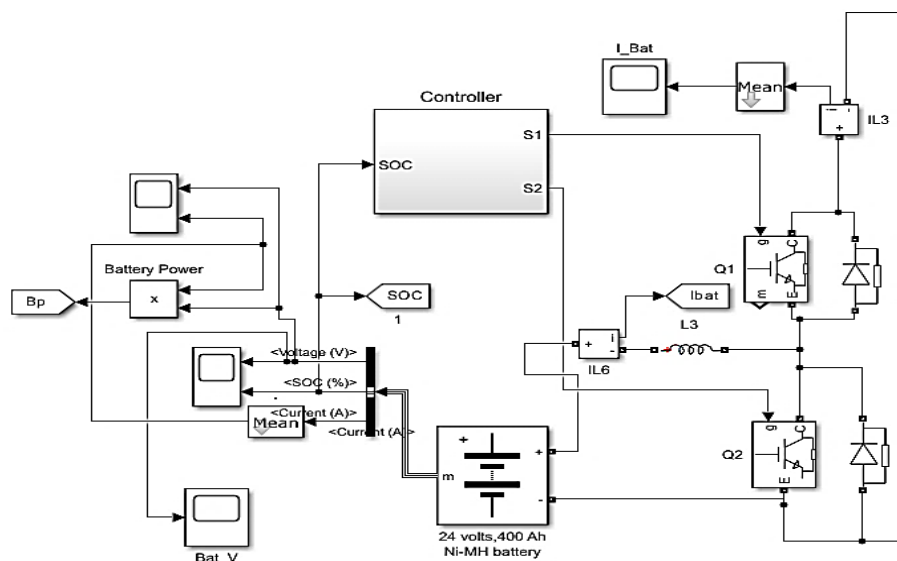 I_Bat
Mean
i
+
IL3
Controller
S1
SOC
S2
Battery Power
x
Bp
SOC
1
g
C
Q1
m
E
Ibat
L3
+
i
-
IL6
<Voltage (V)>
<SOC (%)>
<Current (A)>
Mean
<Current (A)
g
C
Q2
E
+
m
+
-
24 volts,400 Ah
Ni-MH battery
Bat_V